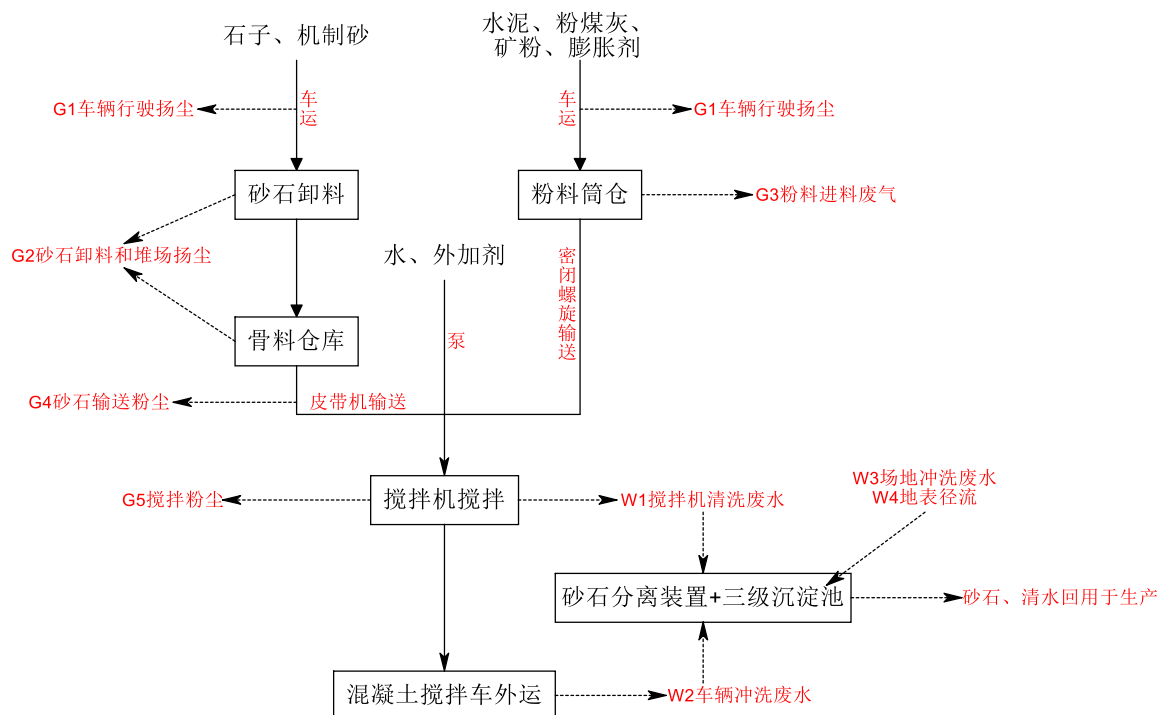 石子、机制砂
水泥、粉煤灰、
矿粉、膨胀剂
G1车辆行驶扬尘
车运
车运
G1车辆行驶扬尘
砂石卸料
粉料筒仓
G3粉料进料废气
G2砂石卸料和堆场扬尘
水、外加剂
密闭螺旋输送
骨料仓库
泵
G4砂石输送粉尘
皮带机输送
G5搅拌粉尘
搅拌机搅拌
W1搅拌机清洗废水
W3场地冲洗废水
W4地表径流
砂石分离装置+三级沉淀池
砂石、清水回用于生产
混凝土搅拌车外运
W2车辆冲洗废水